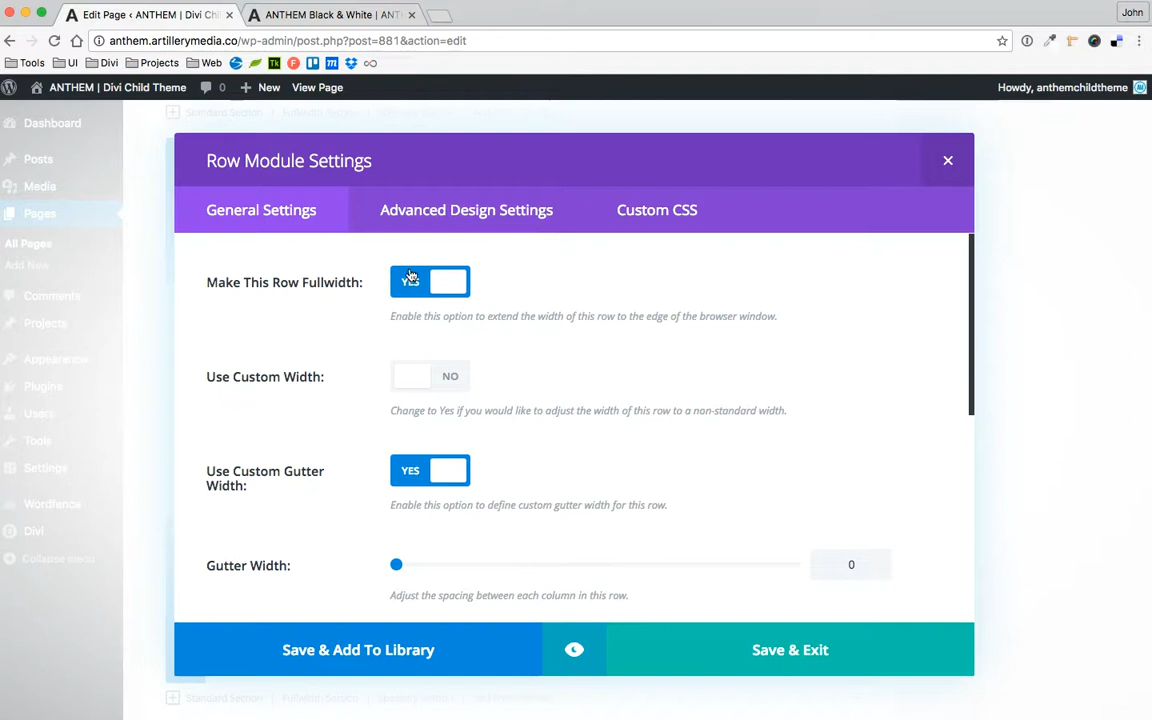 Edit Page ‹ ANTHEM | Divi Chil
ANTHEM Black & White | ANTH
John
anthem.artillerymedia.co/wp-admin/post.php?post=881&action=edit
Tools
UI
Divi
Projects
Web
ANTHEM | Divi Child Theme
0
New
View Page
Howdy, anthemchildtheme
Standard Section
Fullwidth Section
Dashboard
Posts
Media
Pages
All Pages
Add New
Comments
Projects
Appearance
Plugins
Users
Tools
Settings
Wordfence
Divi
Collapse menu
Row Module Settings
General Settings
Advanced Design Settings
Custom CSS
Make This Row Fullwidth:
YES
Enable this option to extend the width of this row to the edge of the browser window.
Use Custom Width:
NO
Change to Yes if you would like to adjust the width of this row to a non-standard width.
Use Custom Gutter
Width:
YES
Enable this option to define custom gutter width for this row.
Gutter Width:
0
Adjust the spacing between each column in this row.
Save & Add To Library
Save & Exit
Standard Section
Fullwidth Section